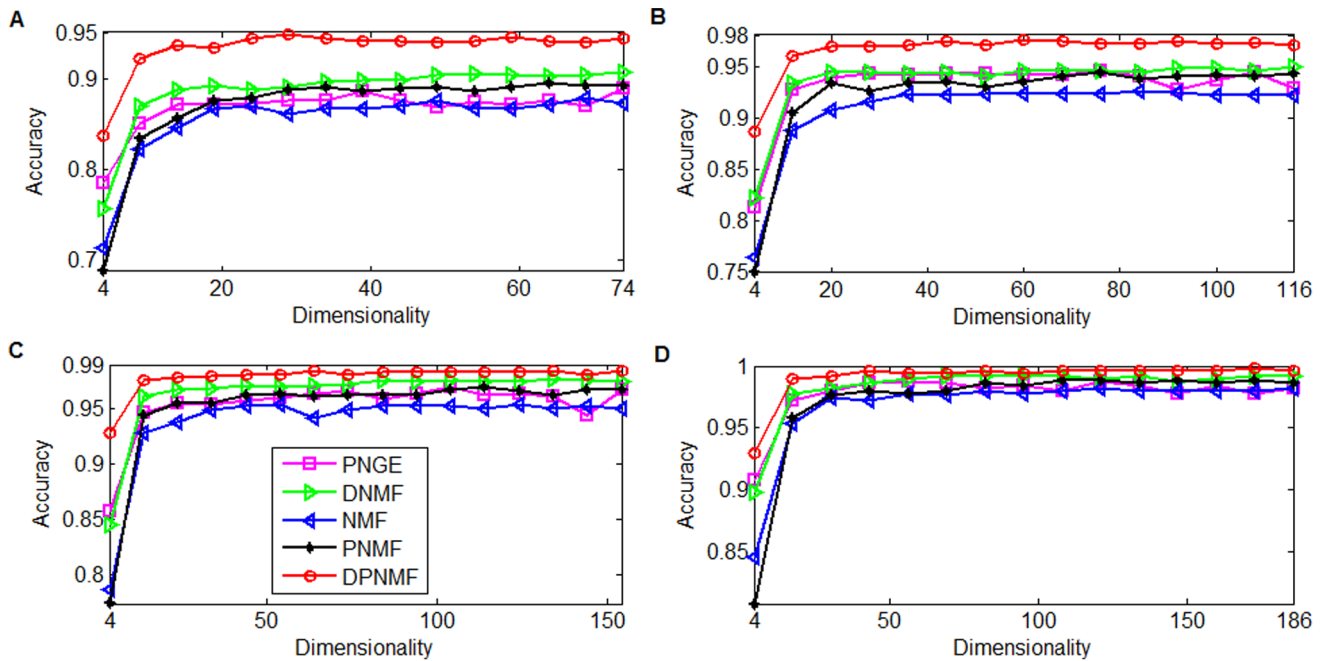 A
0.95
0.9
0.8
0.7
Accuracy
4 20 40 60 74
Dimensionality
B
0.98
0.95
0.9
0.85
0.8
0.75
Accuracy
4 20 40 60 80 100 116
Dimensionality
C
0.99
0.95
0.9
0.85
0.8
Accuracy
4 50 100 150
Dimensionality
PNGE
DNMF
NMF
PNMF
DPNMF
D
1
0.95
0.9
0.85
Accuracy
4 50 100 150 186
Dimensionality